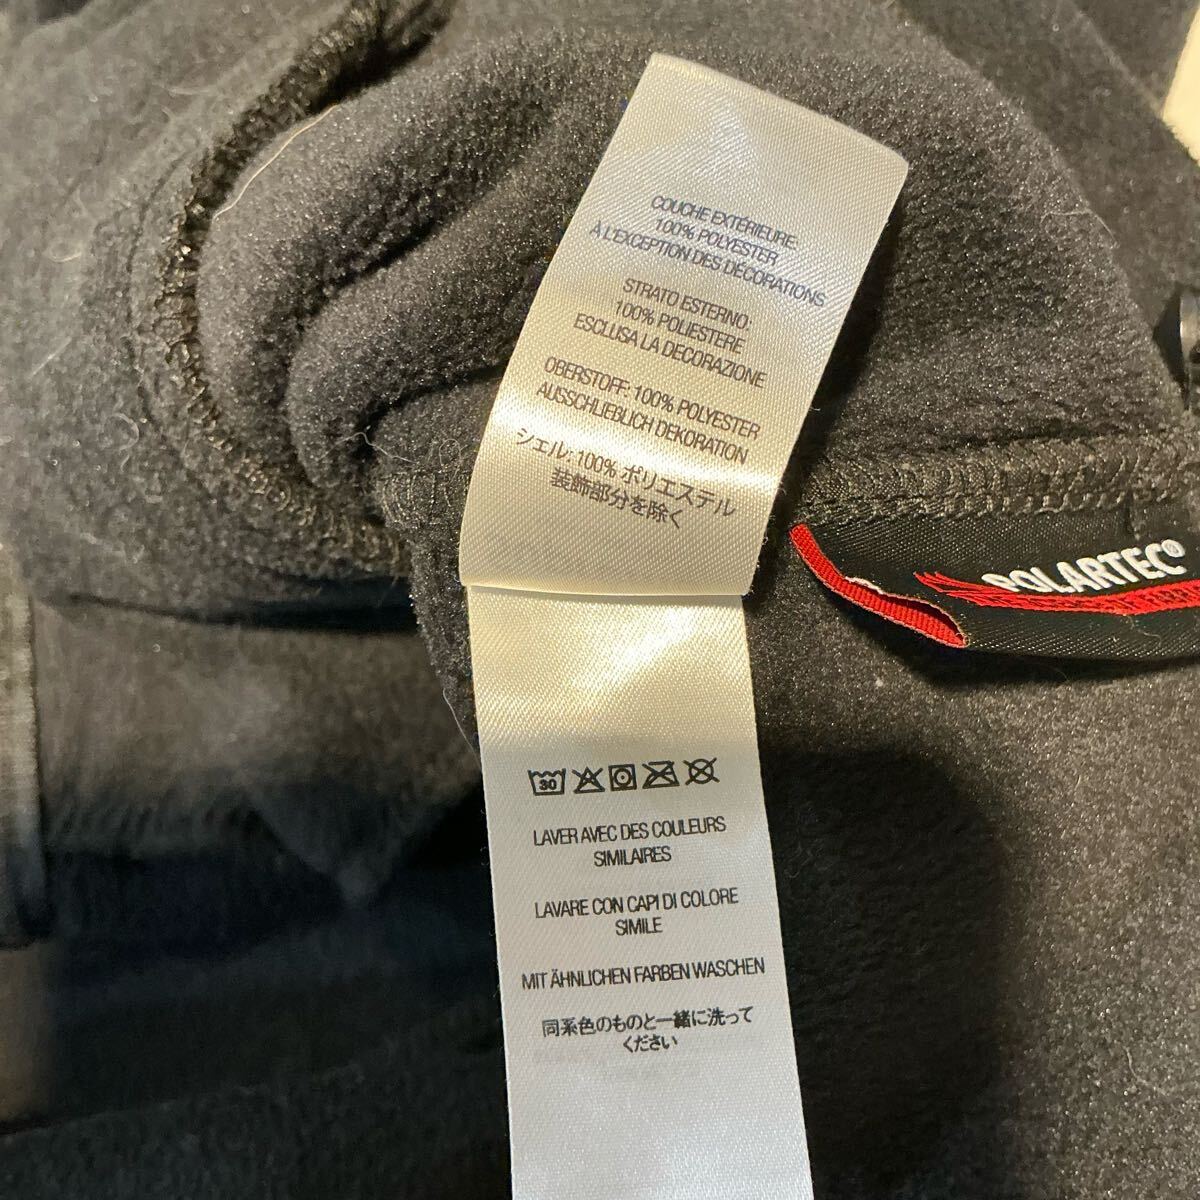 COUCHE EXTÉRIEURE:
100% POLYESTER
À L'EXCEPTION DES DÉCORATIONS
STRATO ESTERNO:
100% POLIESTERE
ESCLUSA LA DECORAZIONE
OBERSTOFF: 100% POLYESTER
AUSSCHLIEBLICH DEKORATION
シェル: 100% ポリエステル
装飾部分を除く
POLARTEC®
30
LAVER AVEC DES COULEURS
SIMILAIRES
LAVARE CON CAPI DI COLORE
SIMILE
MIT ÄHNLICHEN FARBEN WASCHEN
同系色のものと一緒に洗って
ください